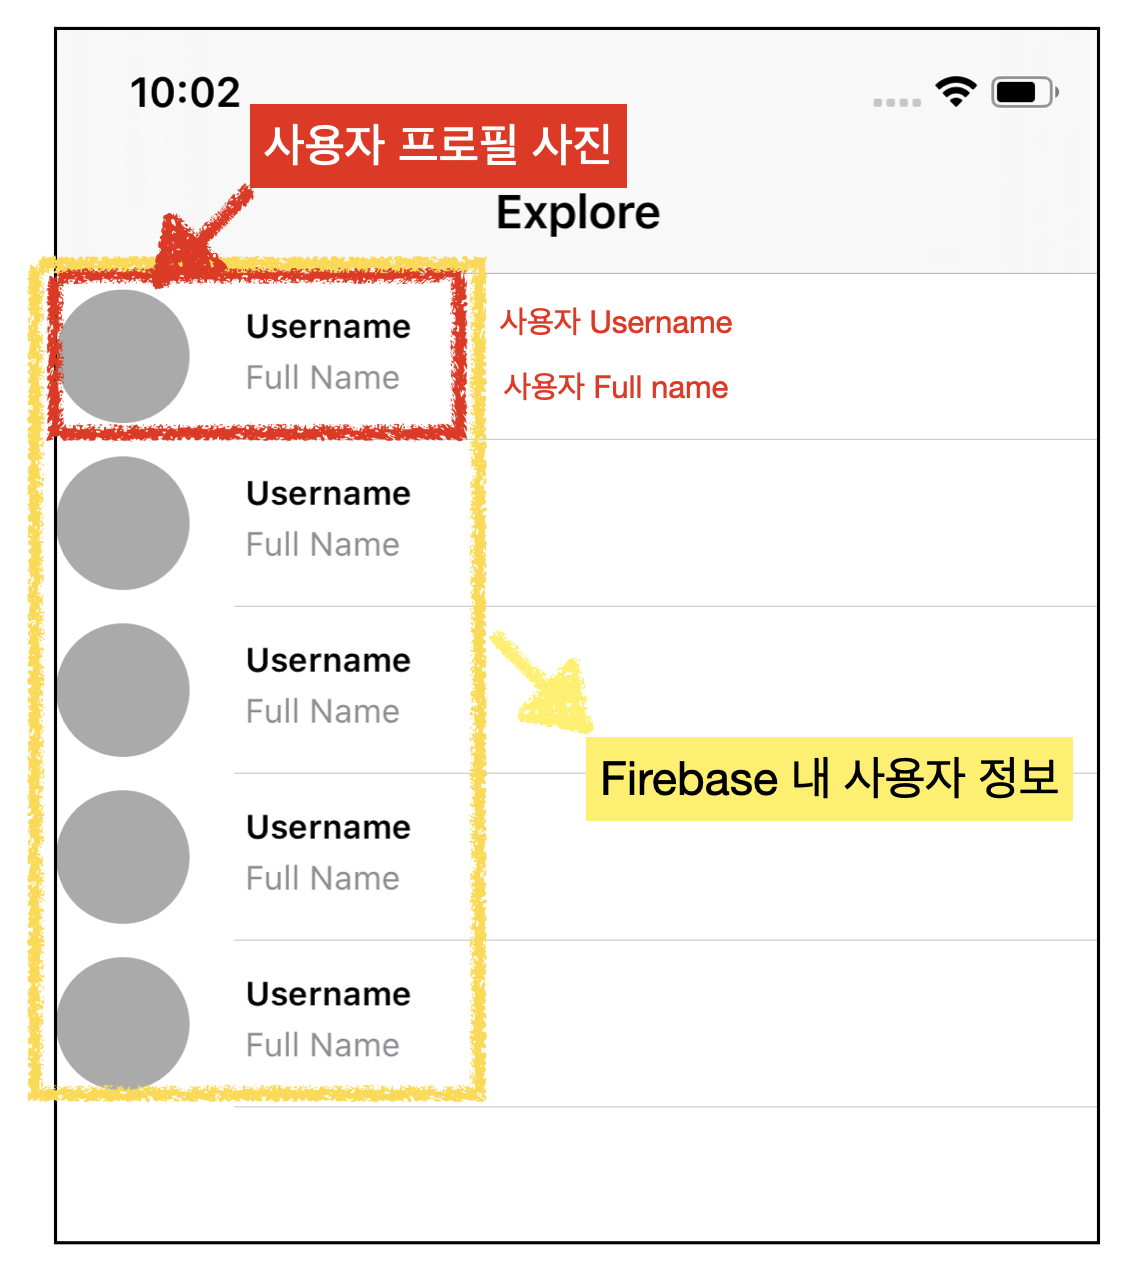 10:02
사용자 프로필 사진
Explore
Username
Full Name
사용자 Username
사용자 Full name
Username
Full Name
Username
Full Name
Firebase 내 사용자 정보
Username
Full Name
Username
Full Name